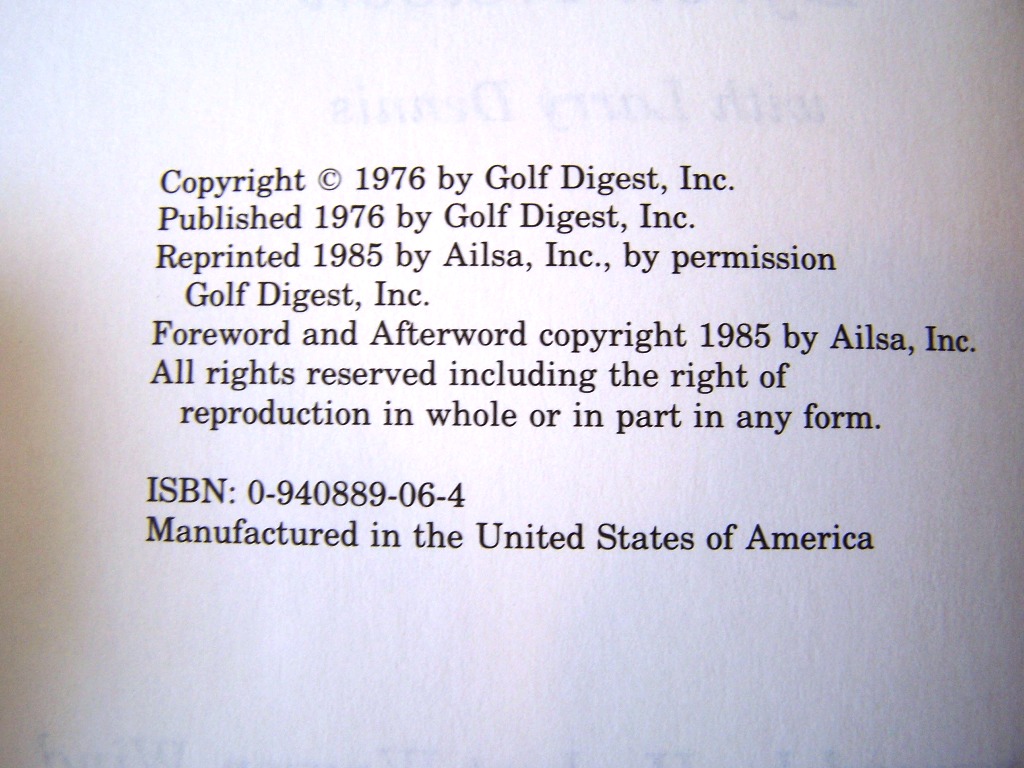 with Larry Dennis
Copyright © 1976 by Golf Digest, Inc.
Published 1976 by Golf Digest, Inc.
Reprinted 1985 by Ailsa, Inc., by permission
Golf Digest, Inc.
Foreword and Afterword copyright 1985 by Ailsa, Inc.
All rights reserved including the right of
reproduction in whole or in part in any form.
ISBN: 0-940889-06-4
Manufactured in the United States of America